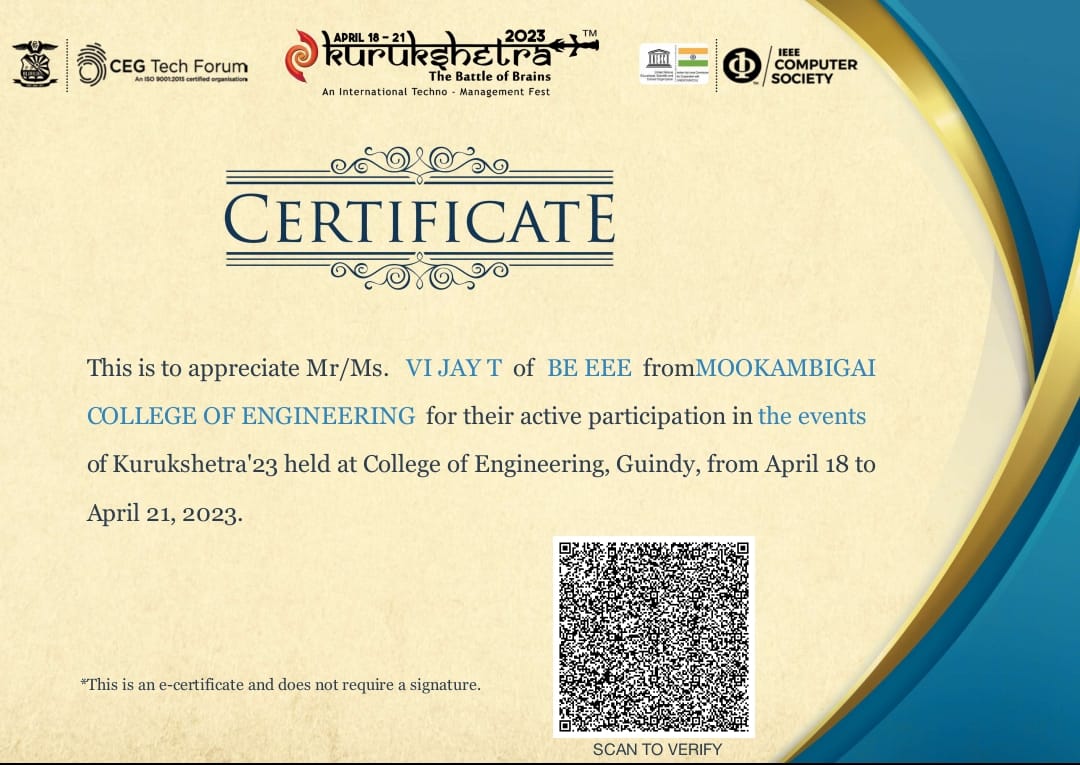 CEG Tech Forum
An ISO 9001:2015 certified organisation
APRIL 18 - 21 2023
kurukshetra TM
The Battle of Brains
An International Techno - Management Fest
IEEE
COMPUTER
SOCIETY
CERTIFICATE
This is to appreciate Mr/Ms. VI JAY T of BE EEE fromMOOKAMBIGAI
COLLEGE OF ENGINEERING for their active participation in the events
of Kurukshetra'23 held at College of Engineering, Guindy, from April 18 to
April 21, 2023.
*This is an e-certificate and does not require a signature.
SCAN TO VERIFY